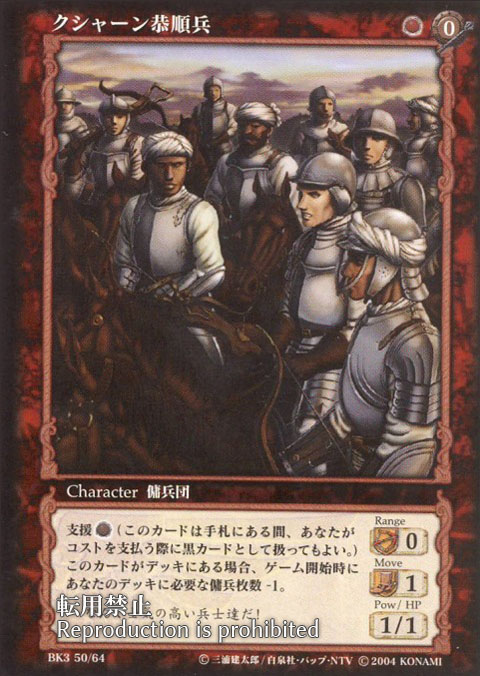 クシャーン恭順兵
0
Character 傭兵団
支援 (このカードは手札にある間、あなたが
コストを支払う際に黒カードとして扱ってもよい。)
このカードがデッキにある場合、ゲーム開始時に
あなたのデッキに必要な傭兵枚数 -1。
の高い兵士達だ!
Range
0
Move
1
Pow/ HP
1/1
転用禁止
Reproduction is prohibited
BK3 50/64
© 三浦建太郎/白泉社・バップ・NTV © 2004 KONAMI